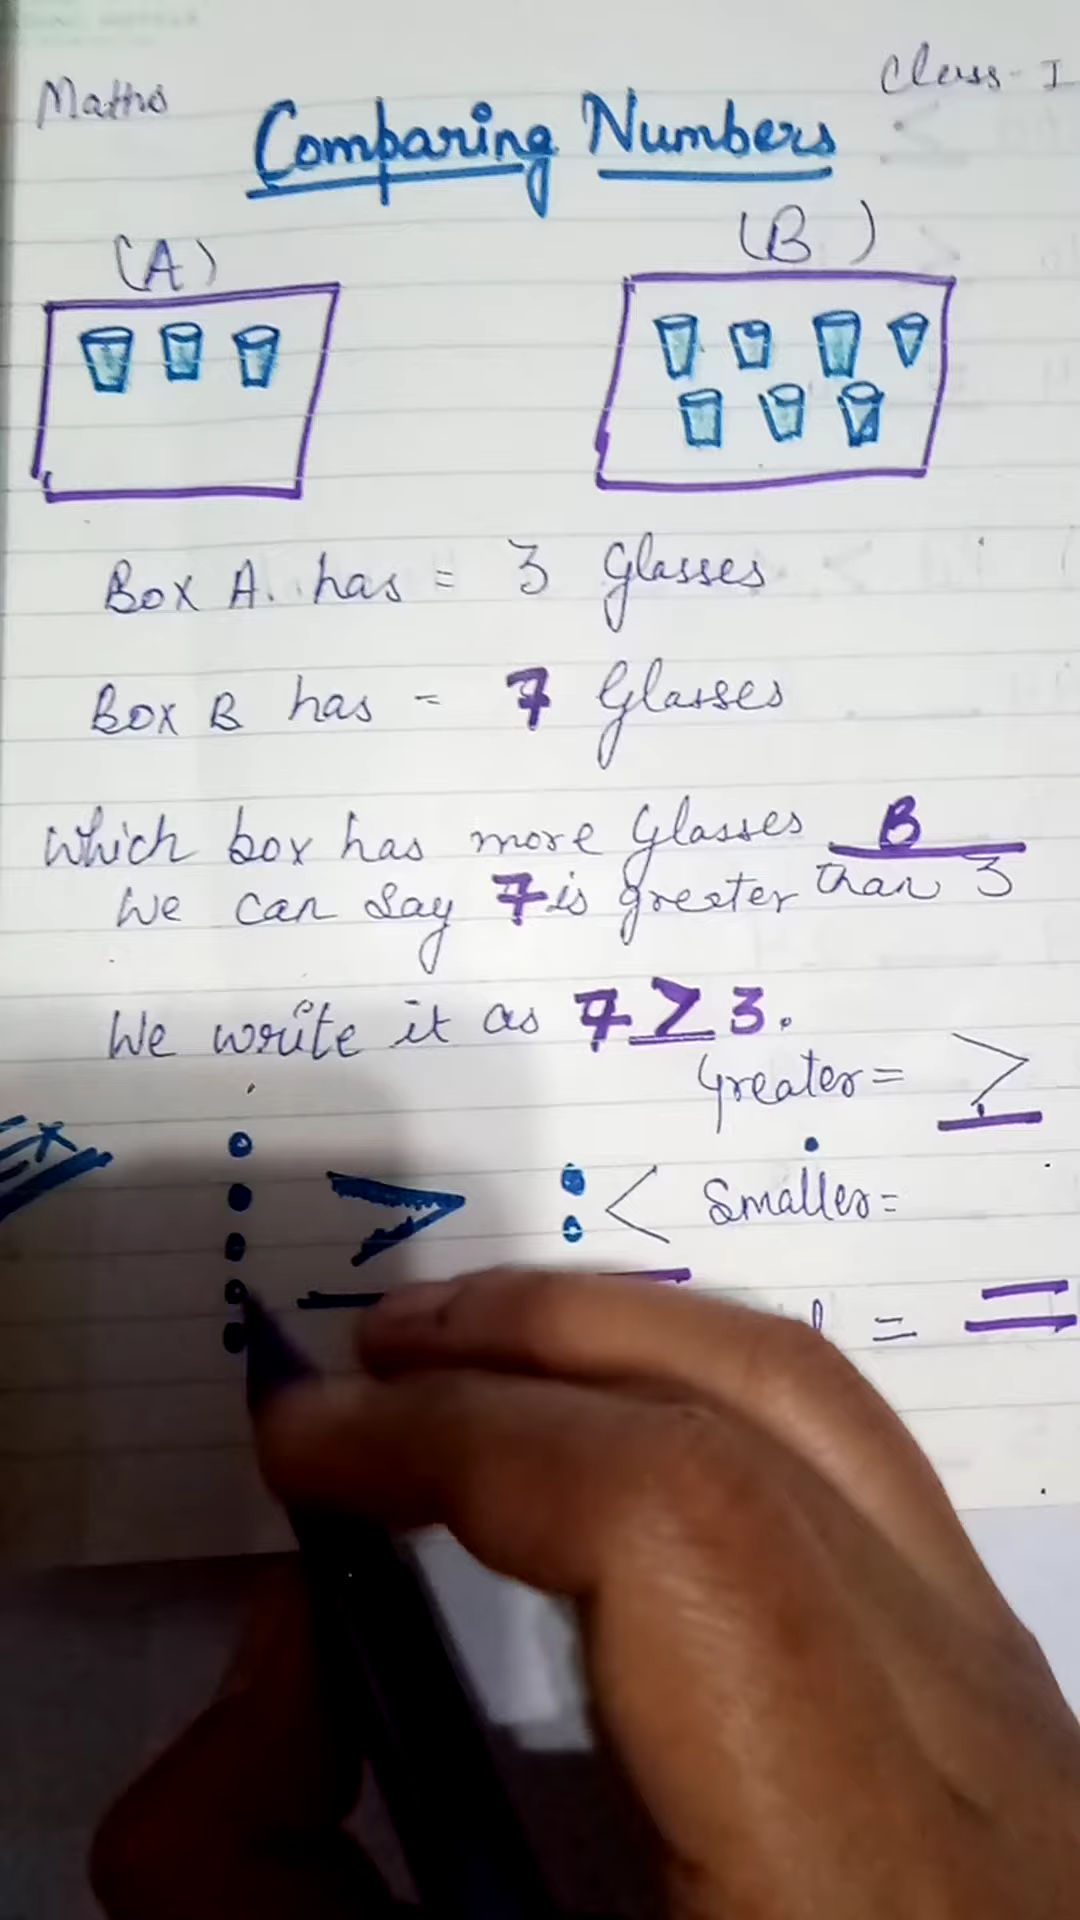 Maths
Class - I
Comparing Numbers
(A)
(B)
Box A. has = 3 Glasses
Box B has = 7 Glasses
Which box has more Glasses B
We can say 7 is greater than 3
We write it as 7 > 3.
Greater = >
Ex
> < Smaller =
= =